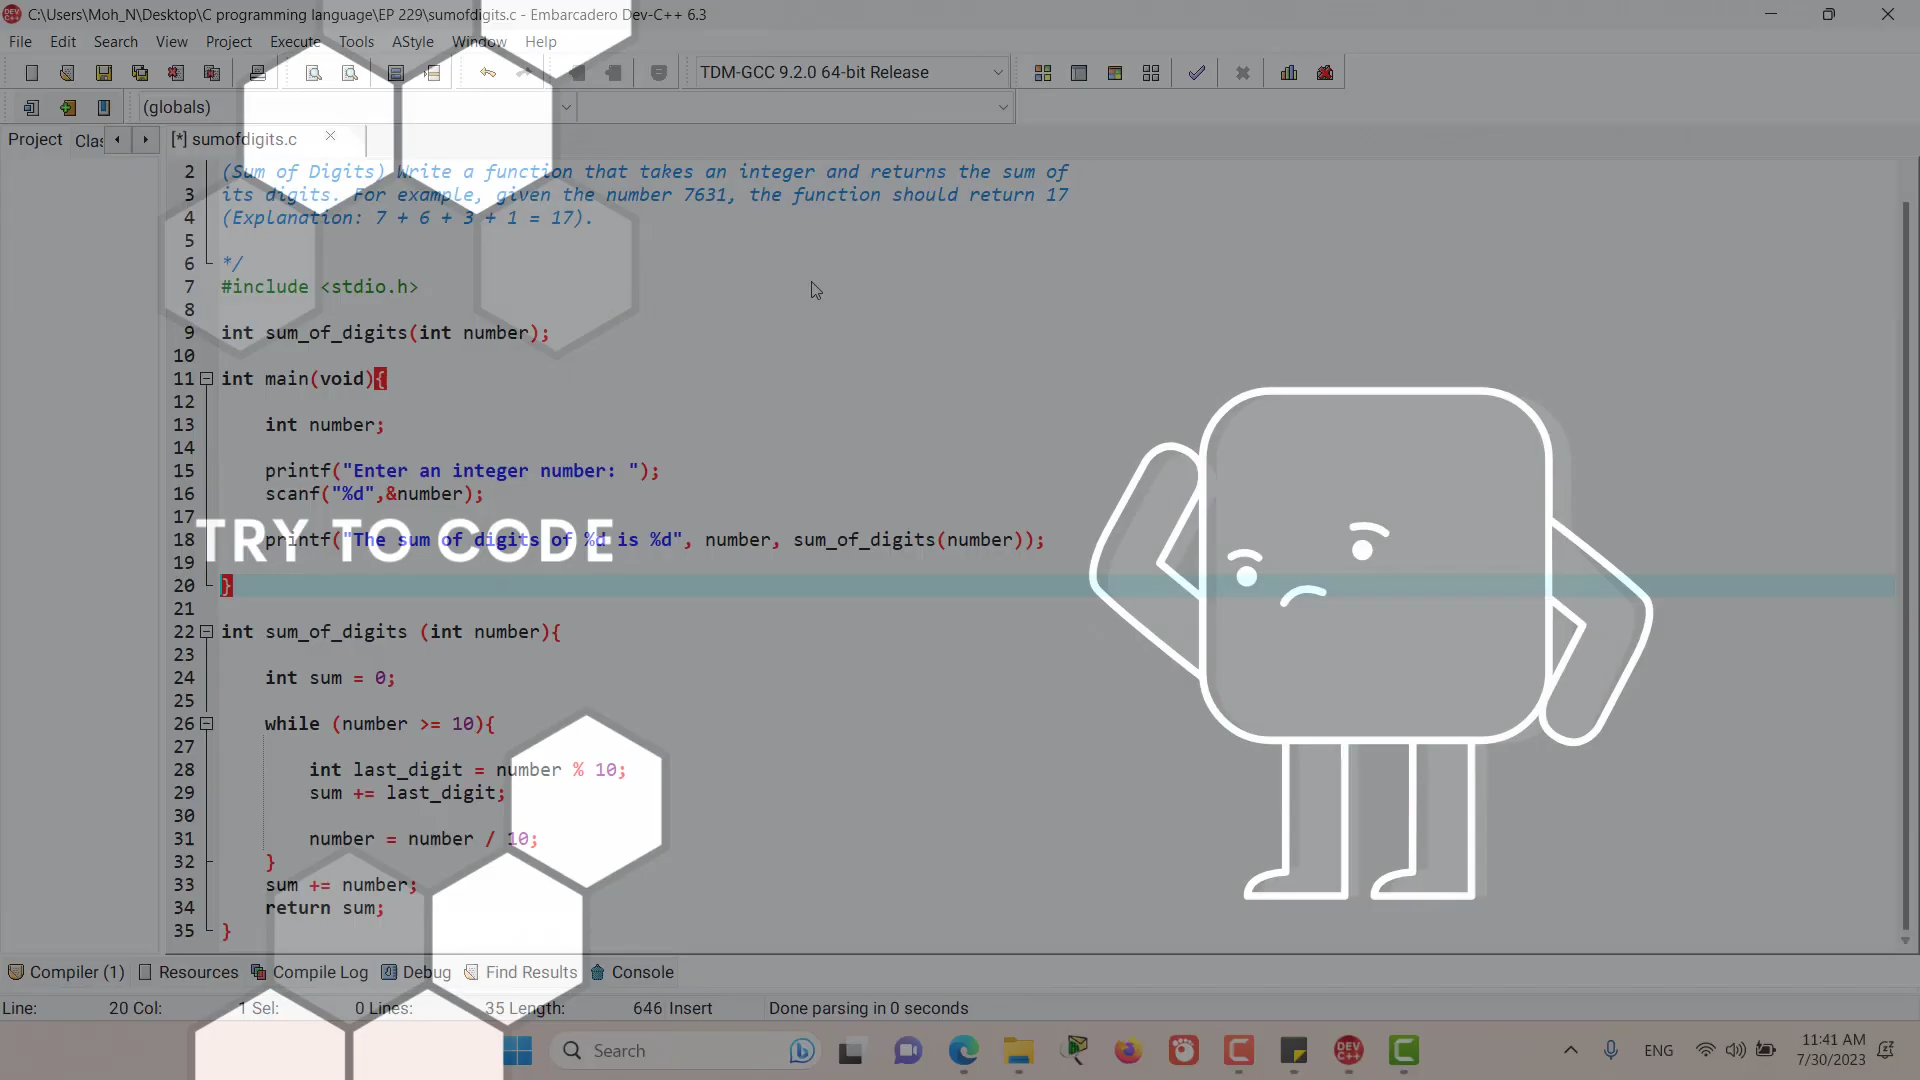 C:\Users\Moh_N\Desktop\C programming language\EP 229\sumofdigits.c - Embarcadero Dev-C++ 6.3
File Edit Search View Project Execute Tools AStyle Window Help
TDM-GCC 9.2.0 64-bit Release
(globals)
Project Clas [*] sumofdigits.c
2 (Sum of Digits) Write a function that takes an integer and returns the sum of
3 its digits. For example, given the number 7631, the function should return 17
4 (Explanation: 7 + 6 + 3 + 1 = 17).
5
6 */
7 #include <stdio.h>
8
9 int sum_of_digits(int number);
10
11 int main(void){
12
13 int number;
14
15 printf("Enter an integer number: ");
16 scanf("%d",&number);
17
TRY TO CODE
18 printf("The sum of digits of %d is %d", number, sum_of_digits(number));
19
20 }
21
22 int sum_of_digits (int number){
23
24 int sum = 0;
25
26 while (number >= 10){
27
28 int last_digit = number % 10;
29 sum += last_digit;
30
31 number = number / 10;
32 }
33 sum += number;
34 return sum;
35 }
Compiler (1) Resources Compile Log Debug Find Results Console
Line: 20 Col: 1 Sel: 0 Lines: 35 Length: 646 Insert Done parsing in 0 seconds
Search ENG 11:41 AM
7/30/2023